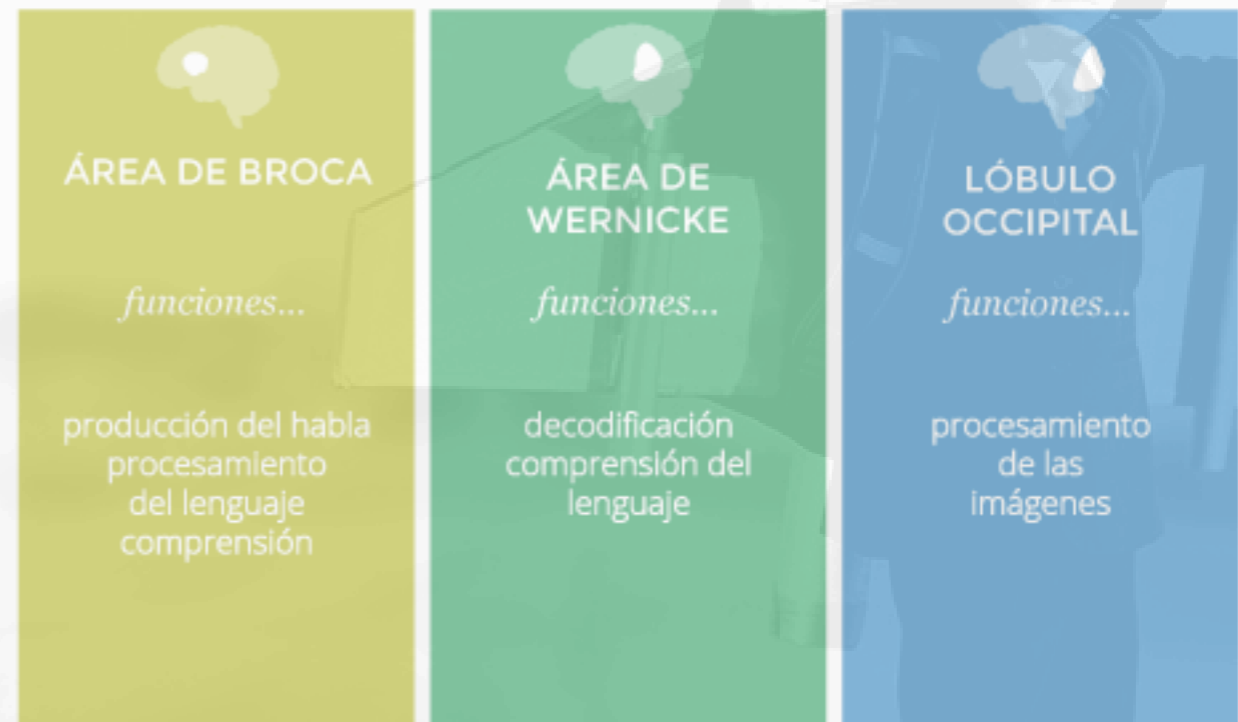 ÁREA DE BROCA
funciones...
producción del habla
procesamiento
del lenguaje
comprensión
ÁREA DE
WERNICKE
funciones...
decodificación
comprensión del
lenguaje
LÓBULO
OCCIPITAL
funciones...
procesamiento
de las
imágenes